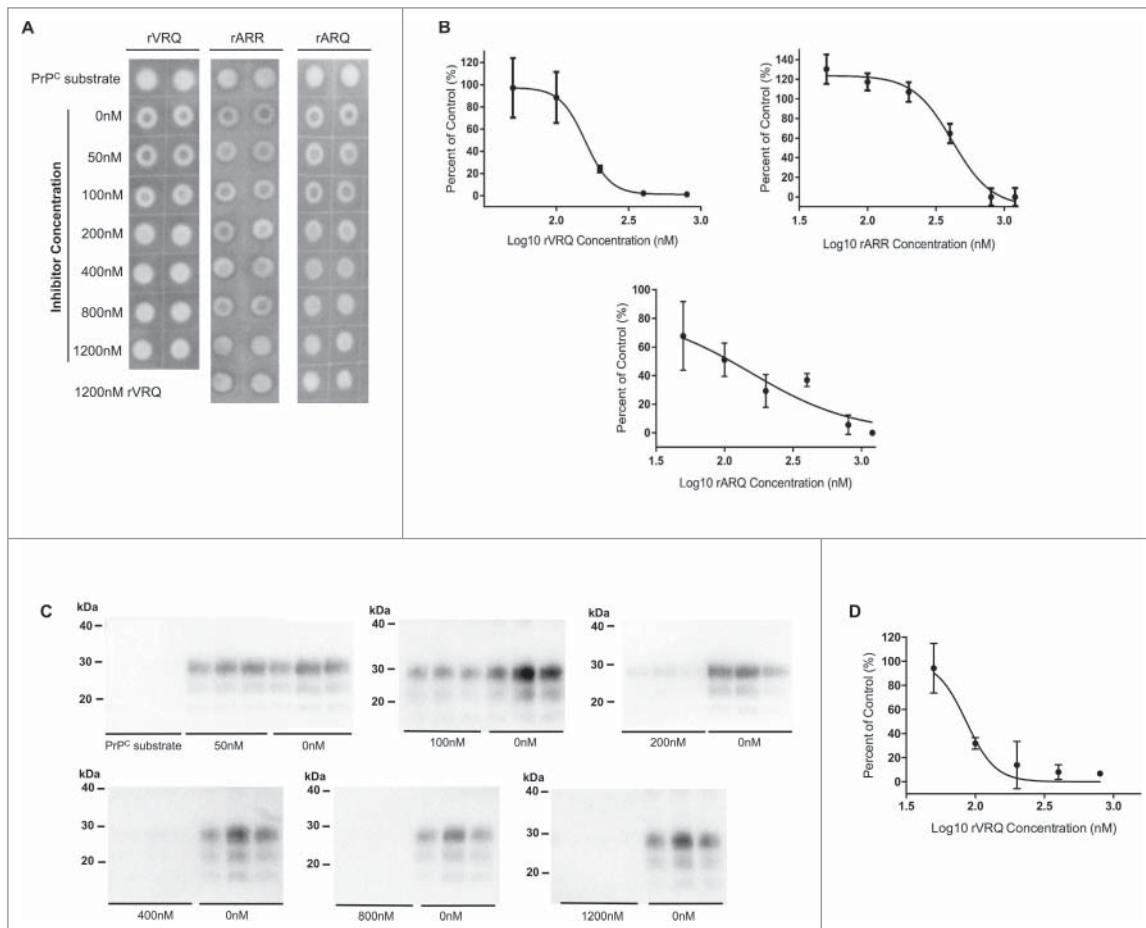 A
rVRQ rARR rARQ
PrPC substrate
0nM
50nM
100nM
200nM
400nM
800nM
1200nM
1200nM rVRQ
Inhibitor Concentration
B
Percent of Control (%)
120
100
80
60
40
20
0
1.5 2.0 2.5 3.0
Log10 rVRQ Concentration (nM)
Percent of Control (%)
140
120
100
80
60
40
20
0
1.5 2.0 2.5 3.0
Log10 rARR Concentration (nM)
Percent of Control (%)
100
80
60
40
20
0
1.5 2.0 2.5 3.0
Log10 rARQ Concentration (nM)
C
kDa
40
30
20
PrPC substrate 50nM 0nM
kDa
40
30
20
100nM 0nM
kDa
40
30
20
200nM 0nM
kDa
40
30
20
400nM 0nM
kDa
40
30
20
800nM 0nM
kDa
40
30
20
1200nM 0nM
D
Percent of Control (%)
120
100
80
60
40
20
0
1.5 2.0 2.5 3.0
Log10 rVRQ Concentration (nM)